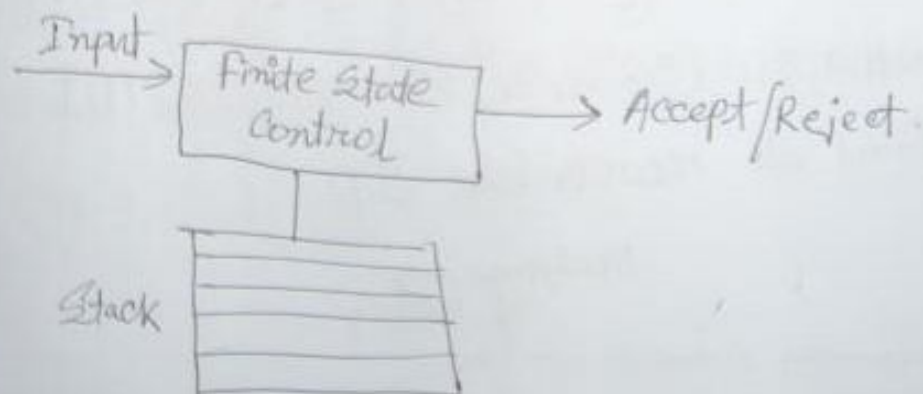 Input
Finite State
Control
Accept/Reject
Stack